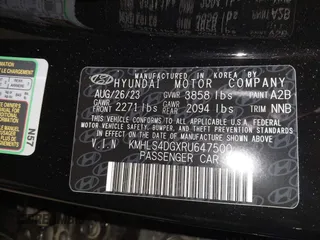 MANUFACTURED IN KOREA BY
HYUNDAI MOTOR COMPANY
AUG/26/23 GVWR 3858 lbs PAINT A2B
GAWR FRONT 2271 lbs GAWR REAR 2094 lbs TRIM NNB
THIS VEHICLE CONFORMS TO ALL APPLICABLE U.S.
FEDERAL MOTOR VEHICLE
SAFETY, BUMPER, AND THEFT PREVENTION
STANDARDS IN EFFECT ON THE DATE OF
MANUFACTURE SHOWN ABOVE.
V.I.N KMHLS4DGXRU647500
PASSENGER CAR
N57